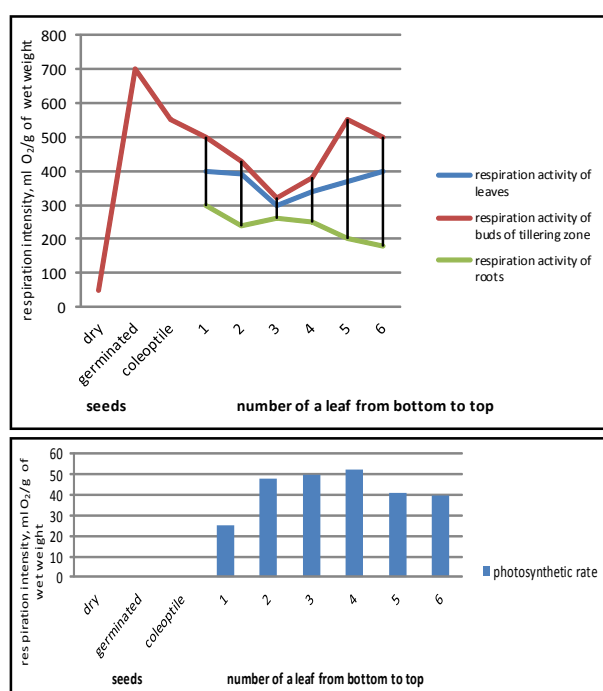 respiration intensity, ml O₂/g of wet weight
800
700
600
500
400
300
200
100
0
dry
germinated
coleoptile
1
2
3
4
5
6
seeds
number of a leaf from bottom to top
respiration activity of
leaves
respiration activity of
buds of tillering zone
respiration activity of
roots
respiration intensity, ml O₂/g of
wet weight
60
50
40
30
20
10
0
dry
germinated
coleoptile
1
2
3
4
5
6
seeds
number of a leaf from bottom to top
photosynthetic rate